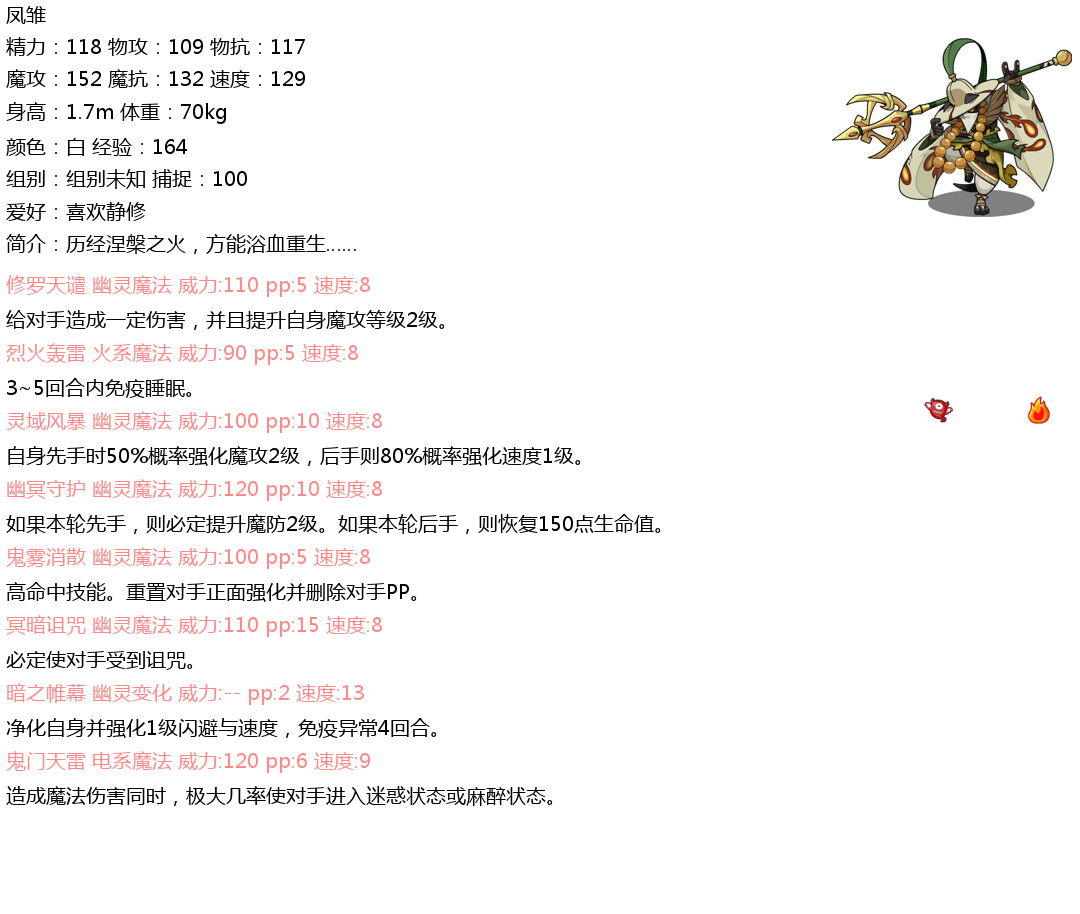 凤雏
精力：118 物攻：109 物抗：117
魔攻：152 魔抗：132 速度：129
身高：1.7m 体重：70kg
颜色：白 经验：164
组别：组别未知 捕捉：100
爱好：喜欢静修
简介：历经涅槃之火，方能浴血重生……
修罗天谴 幽灵魔法 威力:110 pp:5 速度:8
给对手造成一定伤害，并且提升自身魔攻等级2级。
烈火轰雷 火系魔法 威力:90 pp:5 速度:8
3~5回合内免疫睡眠。
灵域风暴 幽灵魔法 威力:100 pp:10 速度:8
自身先手时50%概率强化魔攻2级，后手则80%概率强化速度1级。
幽冥守护 幽灵魔法 威力:120 pp:10 速度:8
如果本轮先手，则必定提升魔防2级。如果本轮后手，则恢复150点生命值。
鬼雾消散 幽灵魔法 威力:100 pp:5 速度:8
高命中技能。重置对手正面强化并删除对手PP。
冥暗诅咒 幽灵魔法 威力:110 pp:15 速度:8
必定使对手受到诅咒。
暗之帷幕 幽灵变化 威力:-- pp:2 速度:13
净化自身并强化1级闪避与速度，免疫异常4回合。
鬼门天雷 电系魔法 威力:120 pp:6 速度:9
造成魔法伤害同时，极大几率使对手进入迷惑状态或麻醉状态。